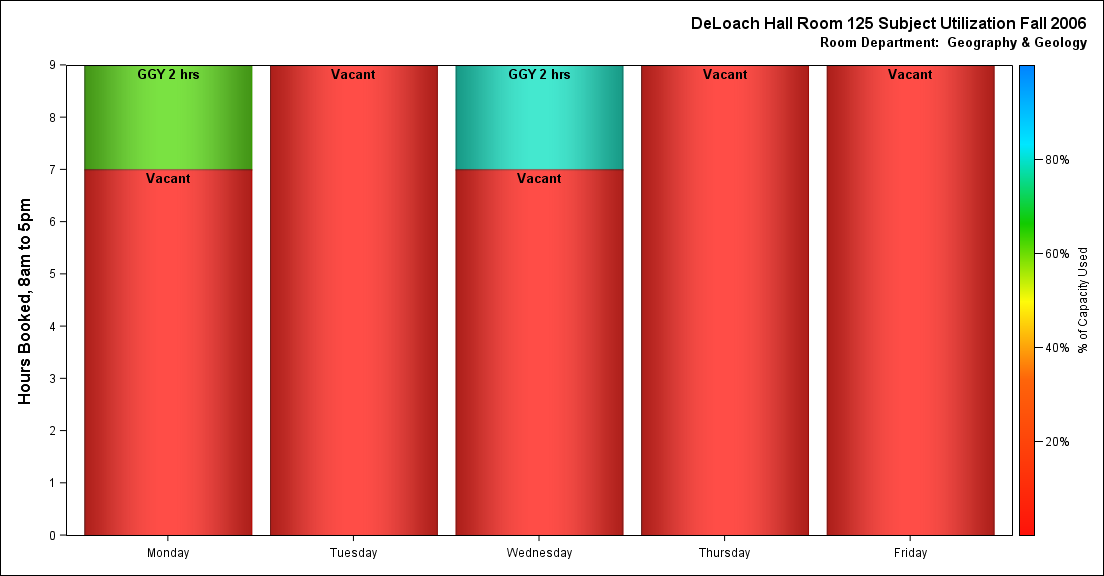 DeLoach Hall Room 125 Subject Utilization Fall 2006
Room Department:  Geography & Geology
Hours Booked, 8am to 5pm
9
8
7
6
5
4
3
2
1
0
GGY 2 hrs
Vacant
Vacant
GGY 2 hrs
Vacant
Vacant
Vacant
Monday
Tuesday
Wednesday
Thursday
Friday
80%
60%
40%
20%
% of Capacity Used